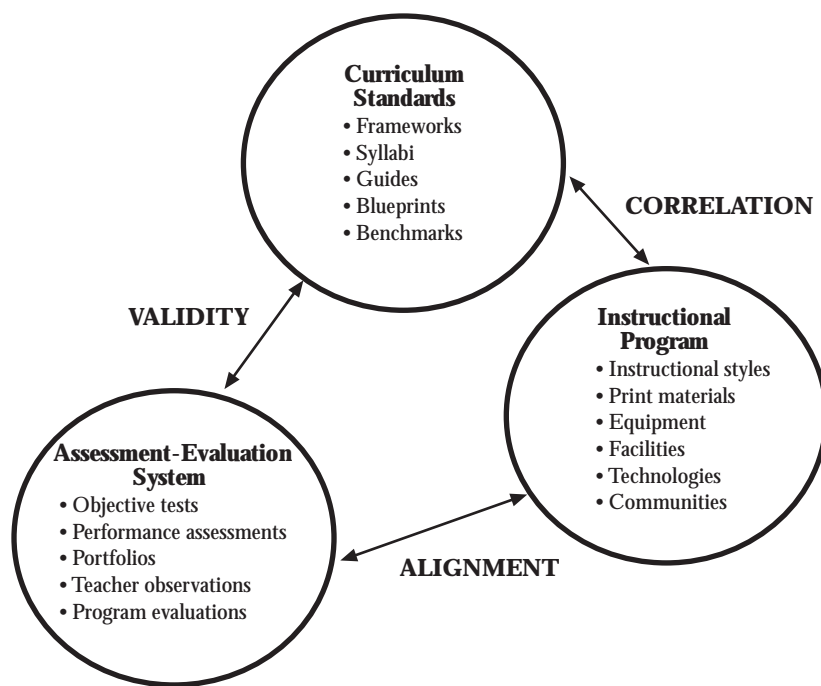 Curriculum
Standards
• Frameworks
• Syllabi
• Guides
• Blueprints
• Benchmarks
CORRELATION
VALIDITY
Instructional
Program
• Instructional styles
• Print materials
• Equipment
• Facilities
• Technologies
• Communities
Assessment-Evaluation
System
• Objective tests
• Performance assessments
• Portfolios
• Teacher observations
• Program evaluations
ALIGNMENT